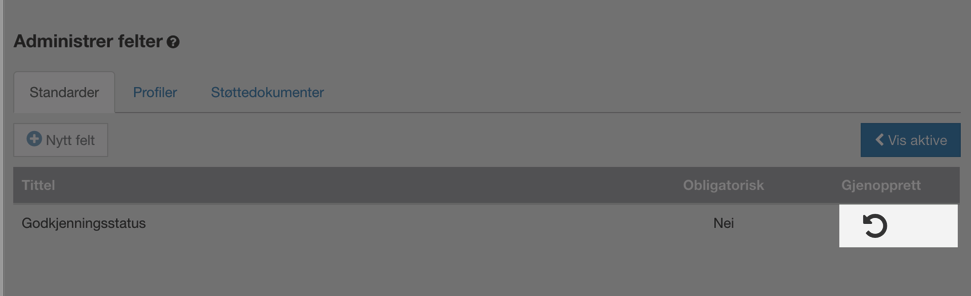 Administrer felter
Standarder Profiler Støttedokumenter
Nytt felt Vis aktive
Tittel Obligatorisk Gjenopprett
Godkjenningsstatus Nei